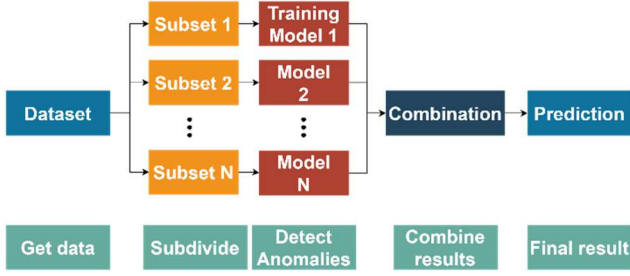 Subset 1
Training
Model 1
Subset 2
Model
2
Dataset
Combination
Prediction
Subset N
Model
N
Get data
Subdivide
Detect
Anomalies
Combine
results
Final result